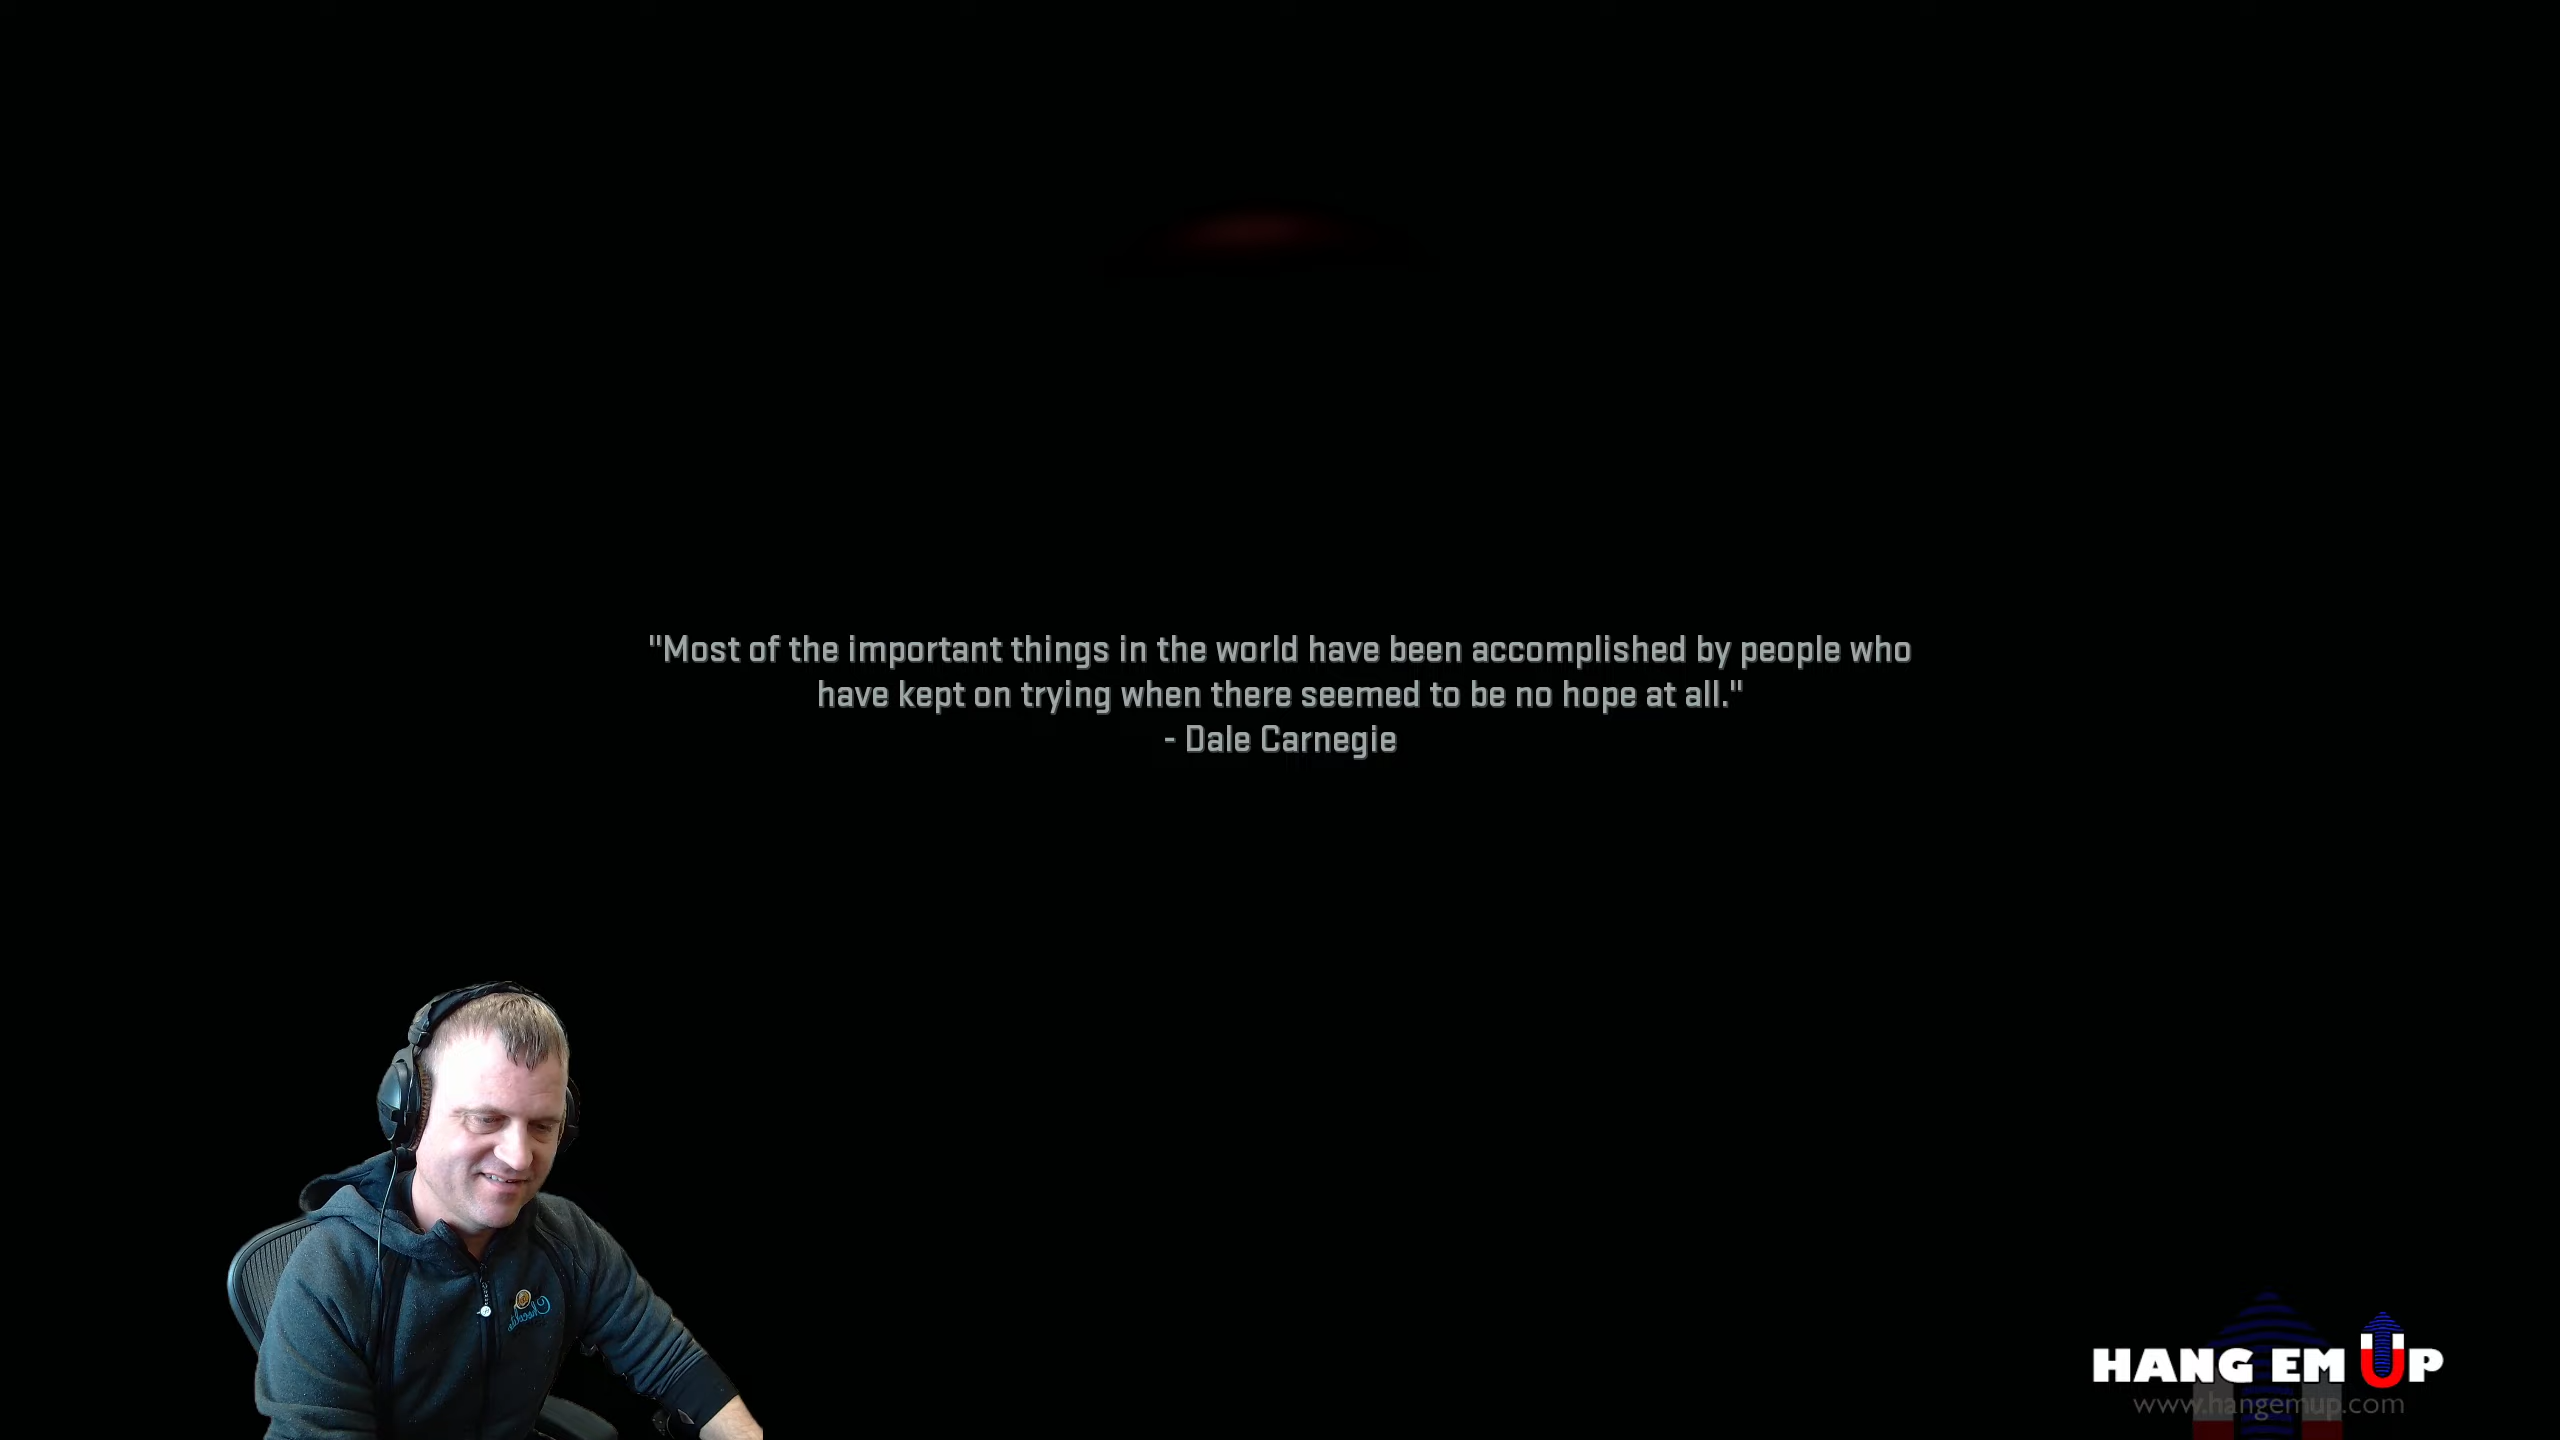 "Most of the important things in the world have been accomplished by people who
have kept on trying when there seemed to be no hope at all."
- Dale Carnegie
HANG EM UP
www.hangemup.com